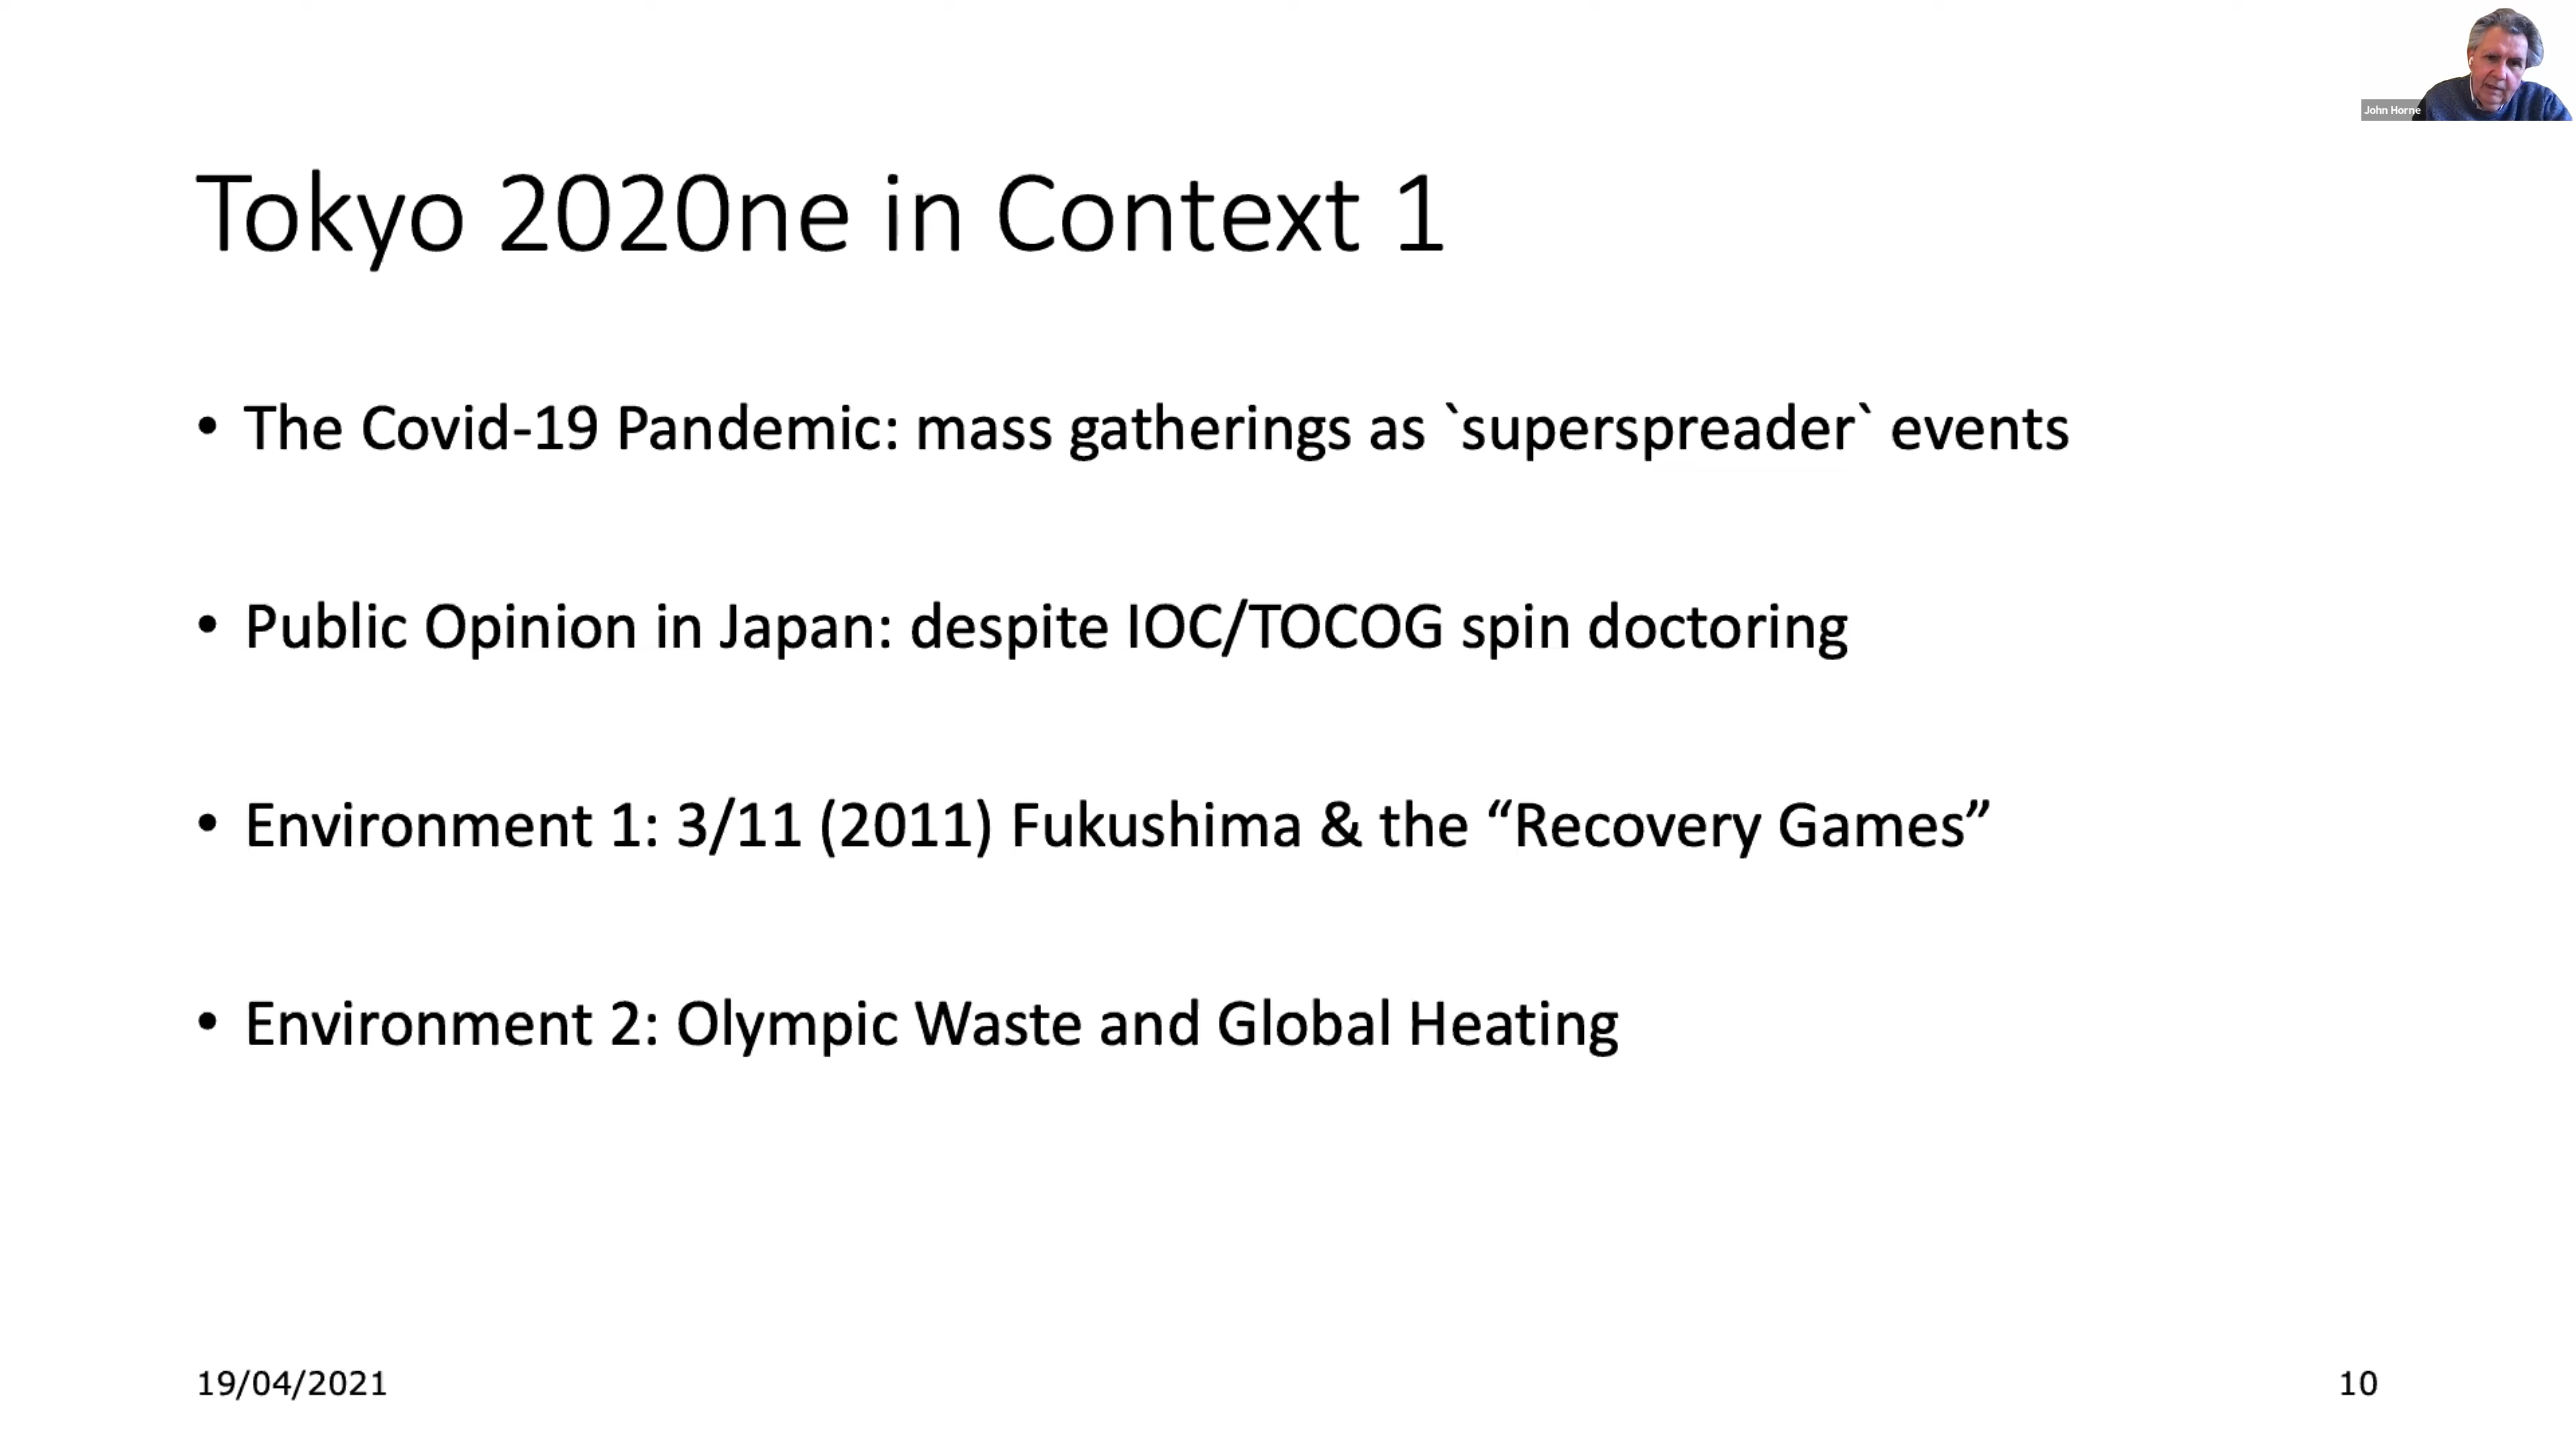 John Horne
Tokyo 2020ne in Context 1
• The Covid-19 Pandemic: mass gatherings as `superspreader` events
• Public Opinion in Japan: despite IOC/TOCOG spin doctoring
• Environment 1: 3/11 (2011) Fukushima & the “Recovery Games”
• Environment 2: Olympic Waste and Global Heating
19/04/2021
10